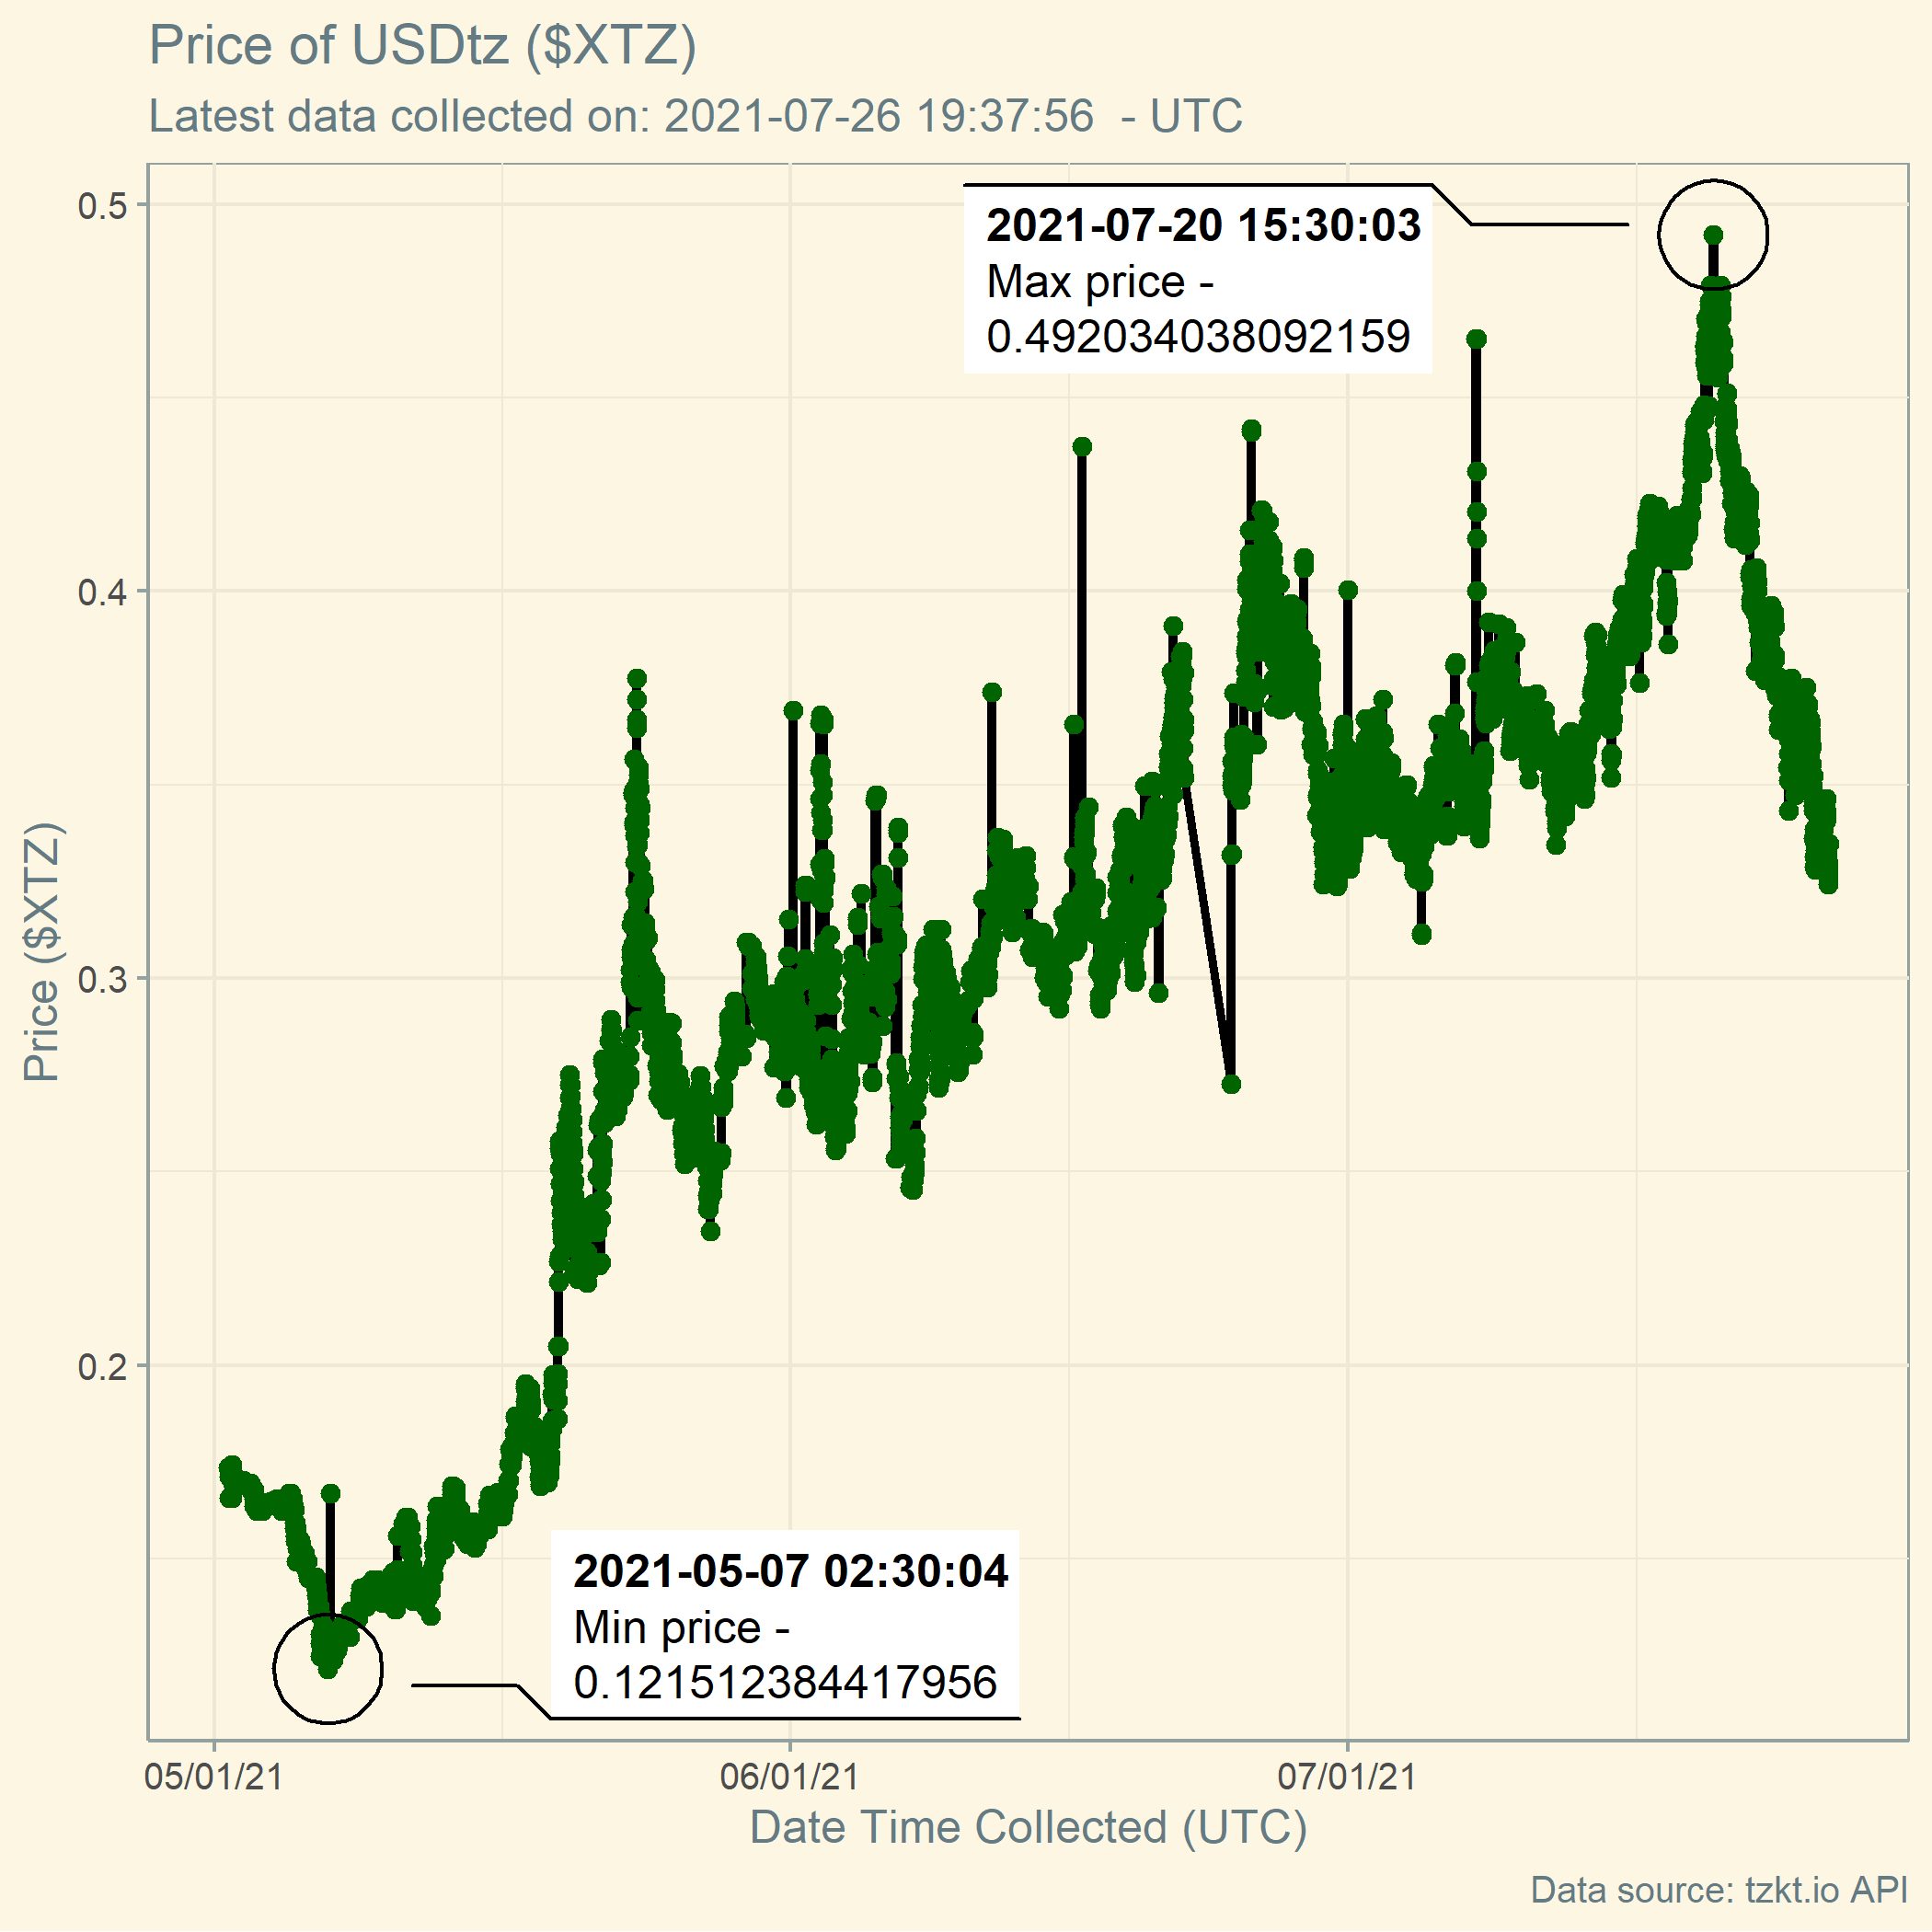 Price of USDtz ($XTZ)
Latest data collected on: 2021-07-26 19:37:56  - UTC
0.5
0.4
0.3
0.2
Price ($XTZ)
2021-07-20 15:30:03
Max price -
0.492034038092159
2021-05-07 02:30:04
Min price -
0.121512384417956
05/01/21
06/01/21
07/01/21
Date Time Collected (UTC)
Data source: tzkt.io API